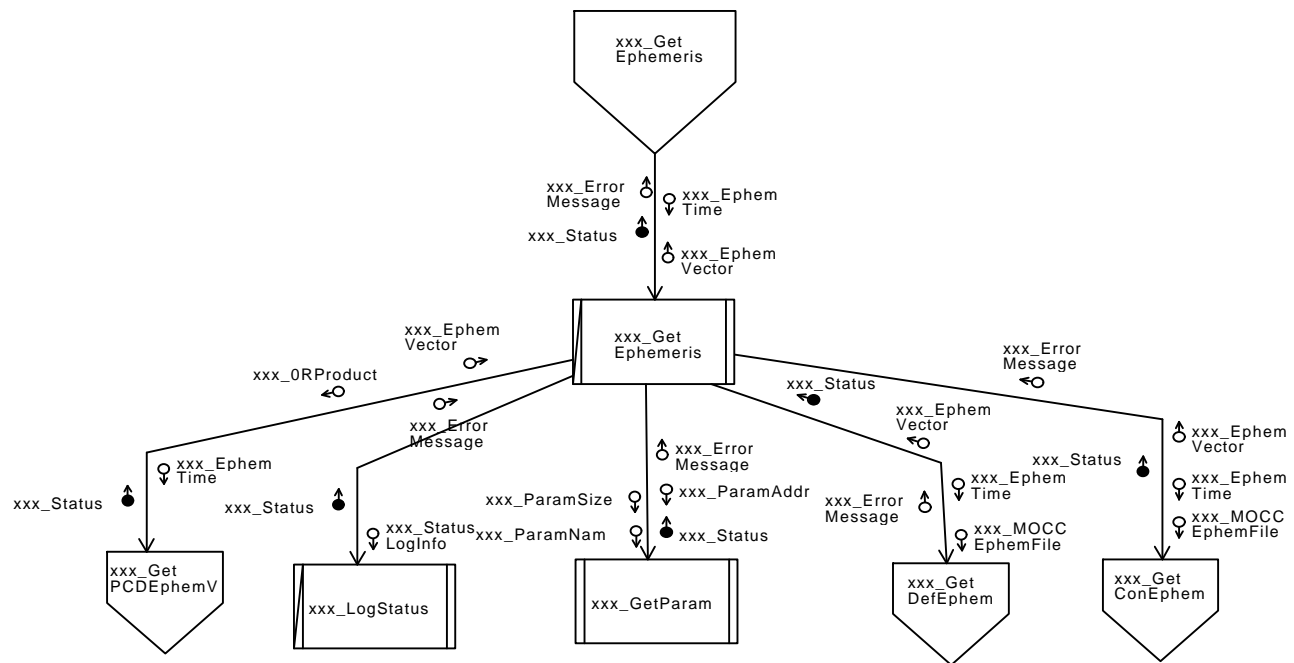 xxx_Get
Ephemeris
xxx_Error
Message
xxx_Ephem
Time
xxx_Status
xxx_Ephem
Vector
xxx_Get
Ephemeris
xxx_Ephem
Vector
xxx_0RProduct
xxx_Error
Message
xxx_Status
xxx_Error
Message
xxx_Ephem
Vector
xxx_Ephem
Time
xxx_Status
xxx_Status
xxx_Status
LogInfo
xxx_Error
Message
xxx_ParamSize
xxx_ParamAddr
xxx_ParamNam
xxx_Status
xxx_Ephem
Time
xxx_Error
Message
xxx_MOCC
EphemFile
xxx_Ephem
Vector
xxx_Status
xxx_Ephem
Time
xxx_MOCC
EphemFile
xxx_Get
PCDEphemV
xxx_LogStatus
xxx_GetParam
xxx_Get
DefEphem
xxx_Get
ConEphem